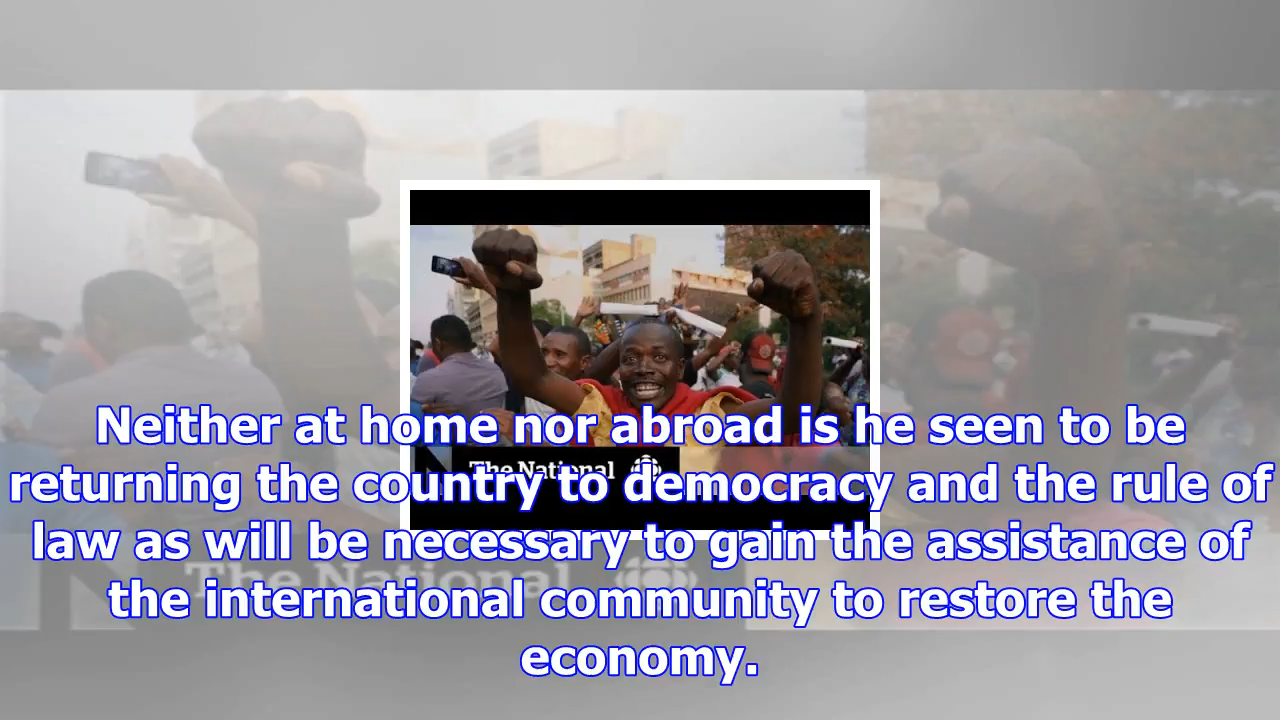 Neither at home nor abroad is he seen to be
returning the country to democracy and the rule of
law as will be necessary to gain the assistance of
the international community to restore the
economy.
The National
The National